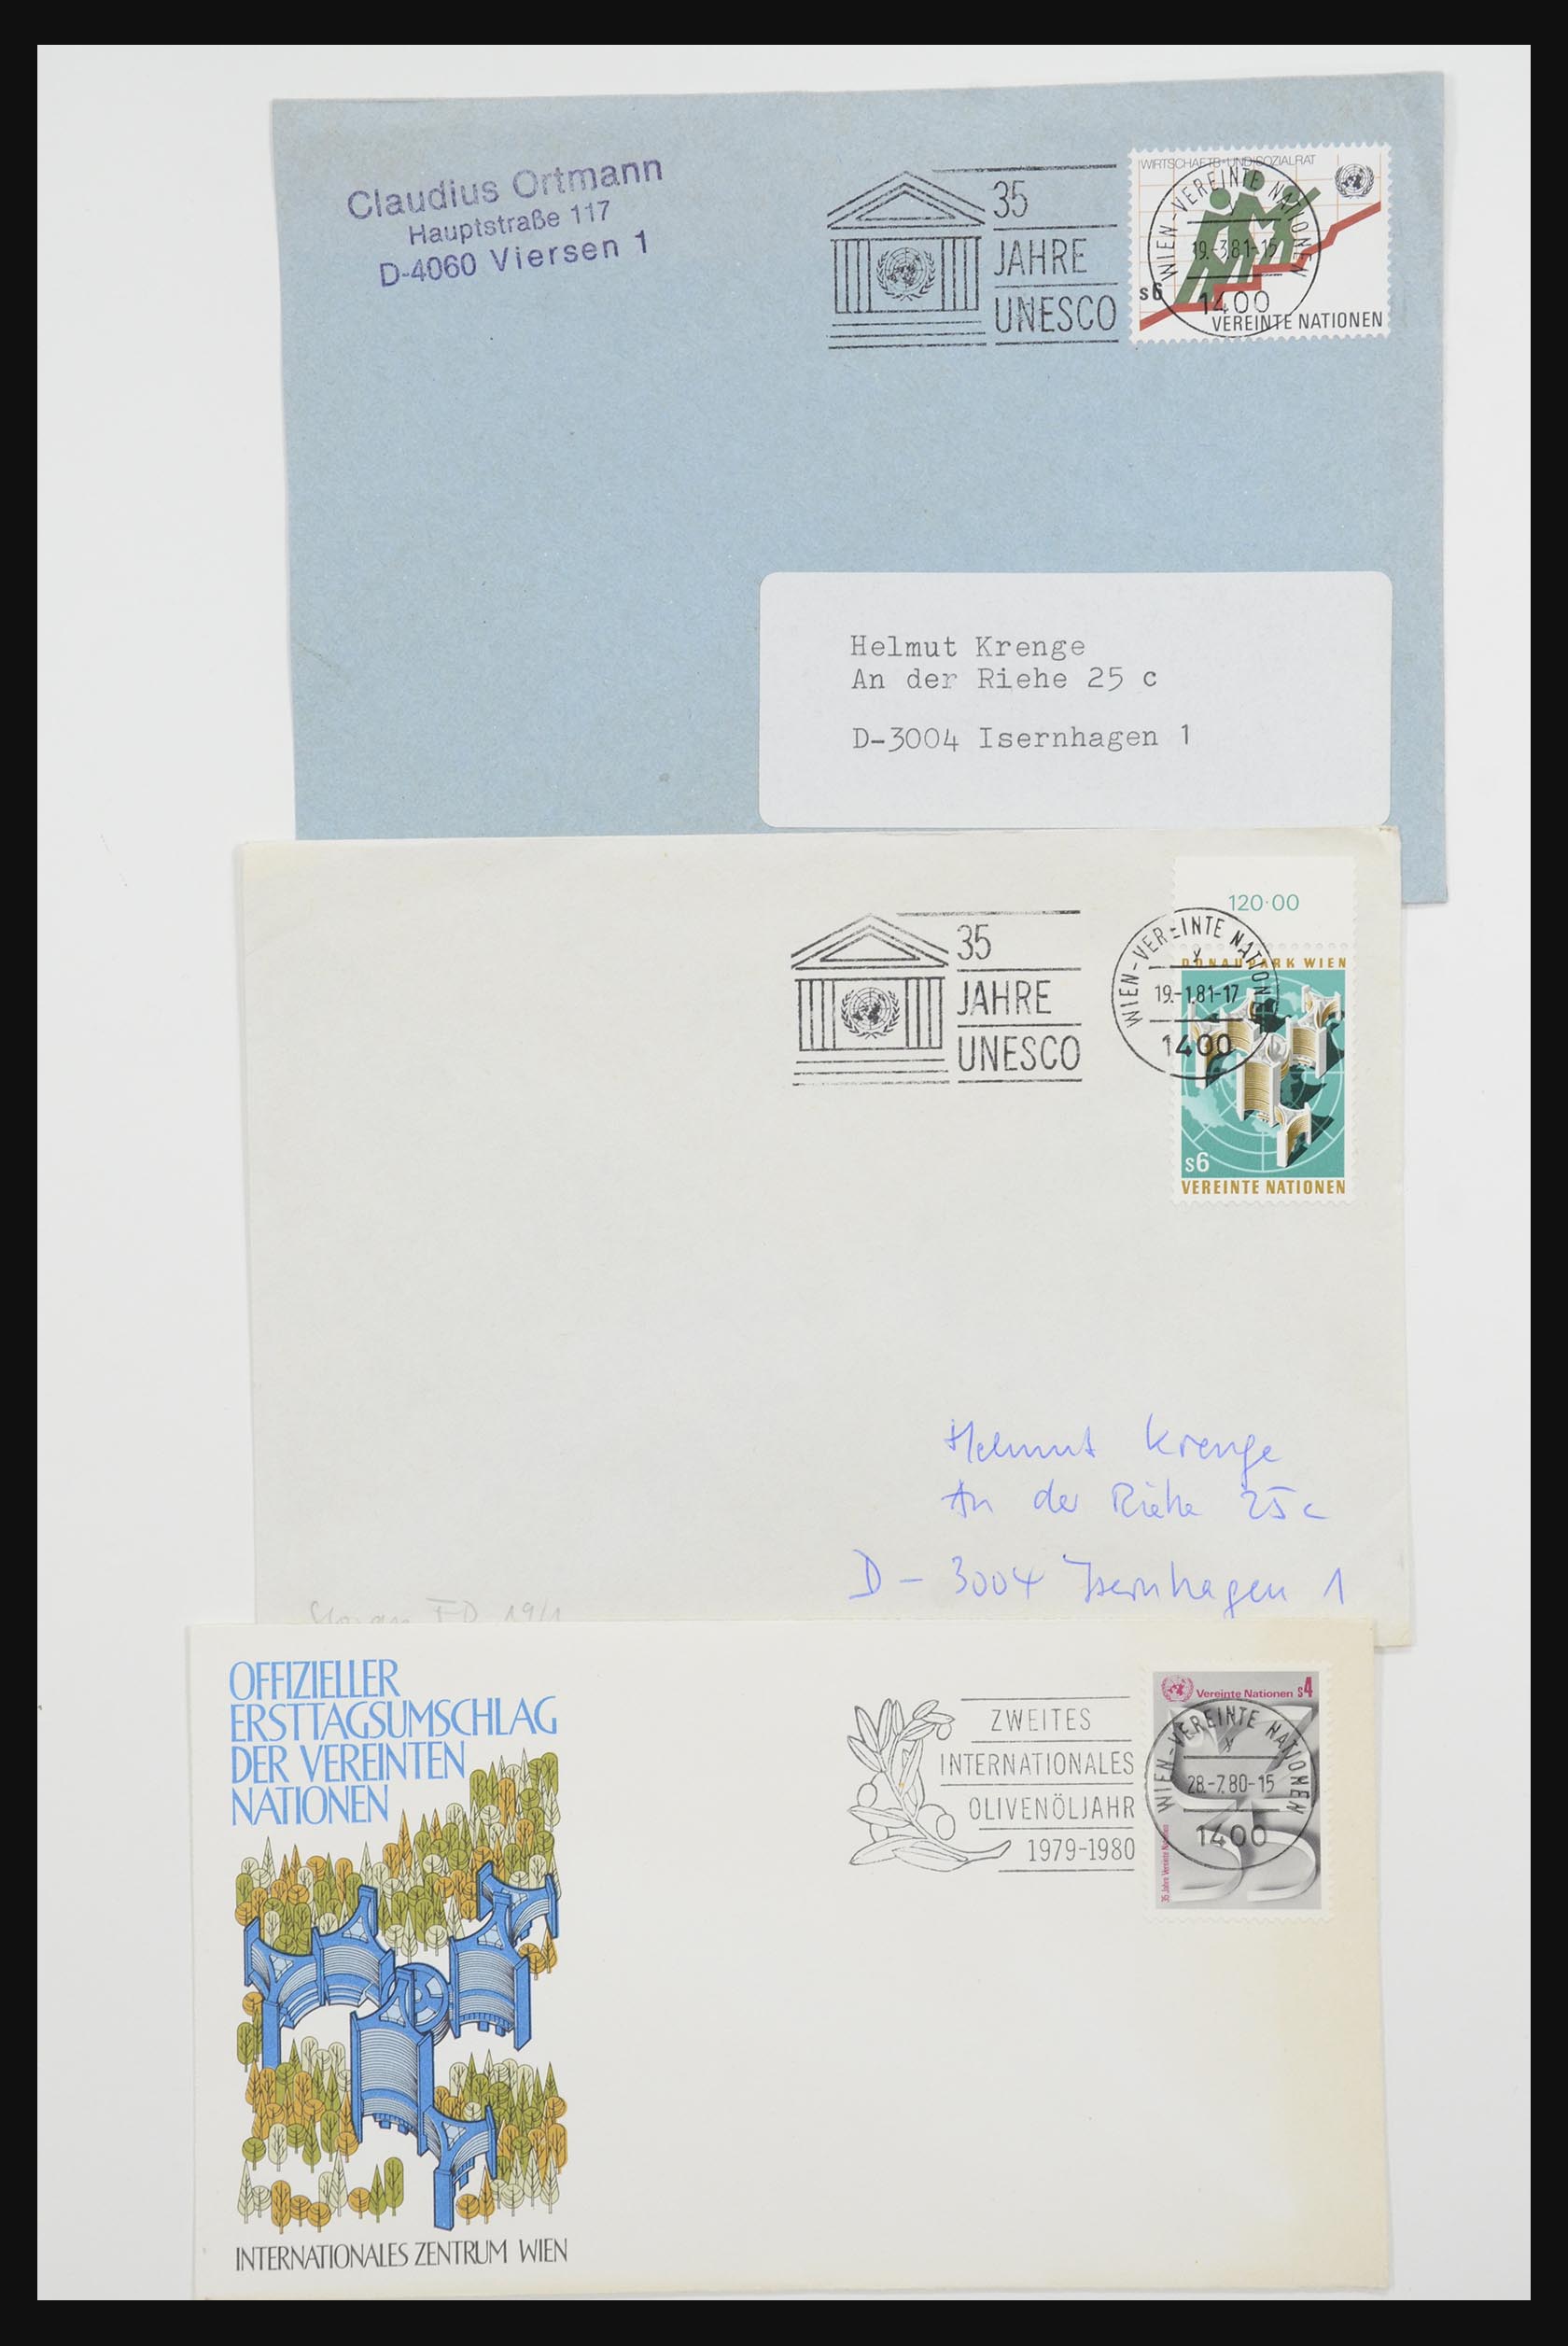 Claudius Ortmann
Hauptstraße 117
D-4060 Viersen 1
35
JAHRE
UNESCO
WIRTSCHAFTS- UND SOZIALRAT
WIEN-VEREINTE NATIONEN
19.-3.81-15
1400
s6
VEREINTE NATIONEN
Helmut Krenge
An der Riehe 25 c
D-3004 Isernhagen 1
35
JAHRE
UNESCO
120·00
WIEN-VEREINTE NATIONEN
19.-1.81-17
1400
DONAUPARK WIEN
s6
VEREINTE NATIONEN
Helmut Krenge
An der Riehe 25 c
D - 3004 Isernhagen 1
19/1
OFFIZIELLER
ERSTTAGSUMSCHLAG
DER VEREINTEN
NATIONEN
INTERNATIONALES ZENTRUM WIEN
ZWEITES
INTERNATIONALES
OLIVENÖLJAHR
1979-1980
Vereinte Nationen s4
WIEN-VEREINTE NATIONEN
28.-7.80-15
1400
35 Jahre Vereinte Nationen